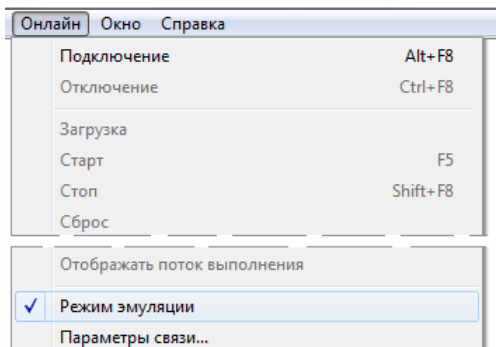 Онлайн Окно Справка
Подключение Alt+F8
Отключение Ctrl+F8
Загрузка
Старт F5
Стоп Shift+F8
Сброс
Отображать поток выполнения
Режим эмуляции
Параметры связи...